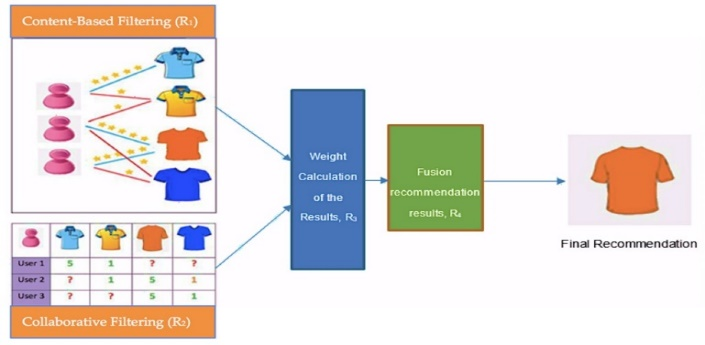 Content-Based Filtering (R₁)
Weight
Calculation
of the
Results, R₃
Fusion
recommendation
results, R₄
Final Recommendation
User 1 5 1 ? ?
User 2 ? 1 5 1
User 3 ? ? 5 1
Collaborative Filtering (R₂)